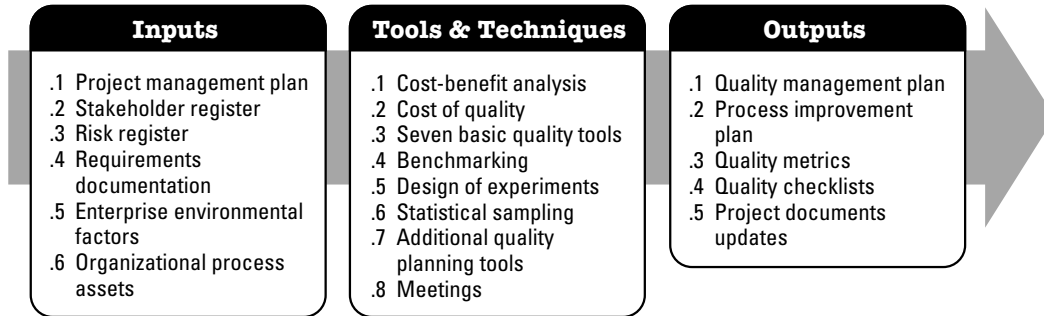 Inputs
.1 Project management plan
.2 Stakeholder register
.3 Risk register
.4 Requirements
documentation
.5 Enterprise environmental
factors
.6 Organizational process
assets
Tools & Techniques
.1 Cost-benefit analysis
.2 Cost of quality
.3 Seven basic quality tools
.4 Benchmarking
.5 Design of experiments
.6 Statistical sampling
.7 Additional quality
planning tools
.8 Meetings
Outputs
.1 Quality management plan
.2 Process improvement
plan
.3 Quality metrics
.4 Quality checklists
.5 Project documents
updates